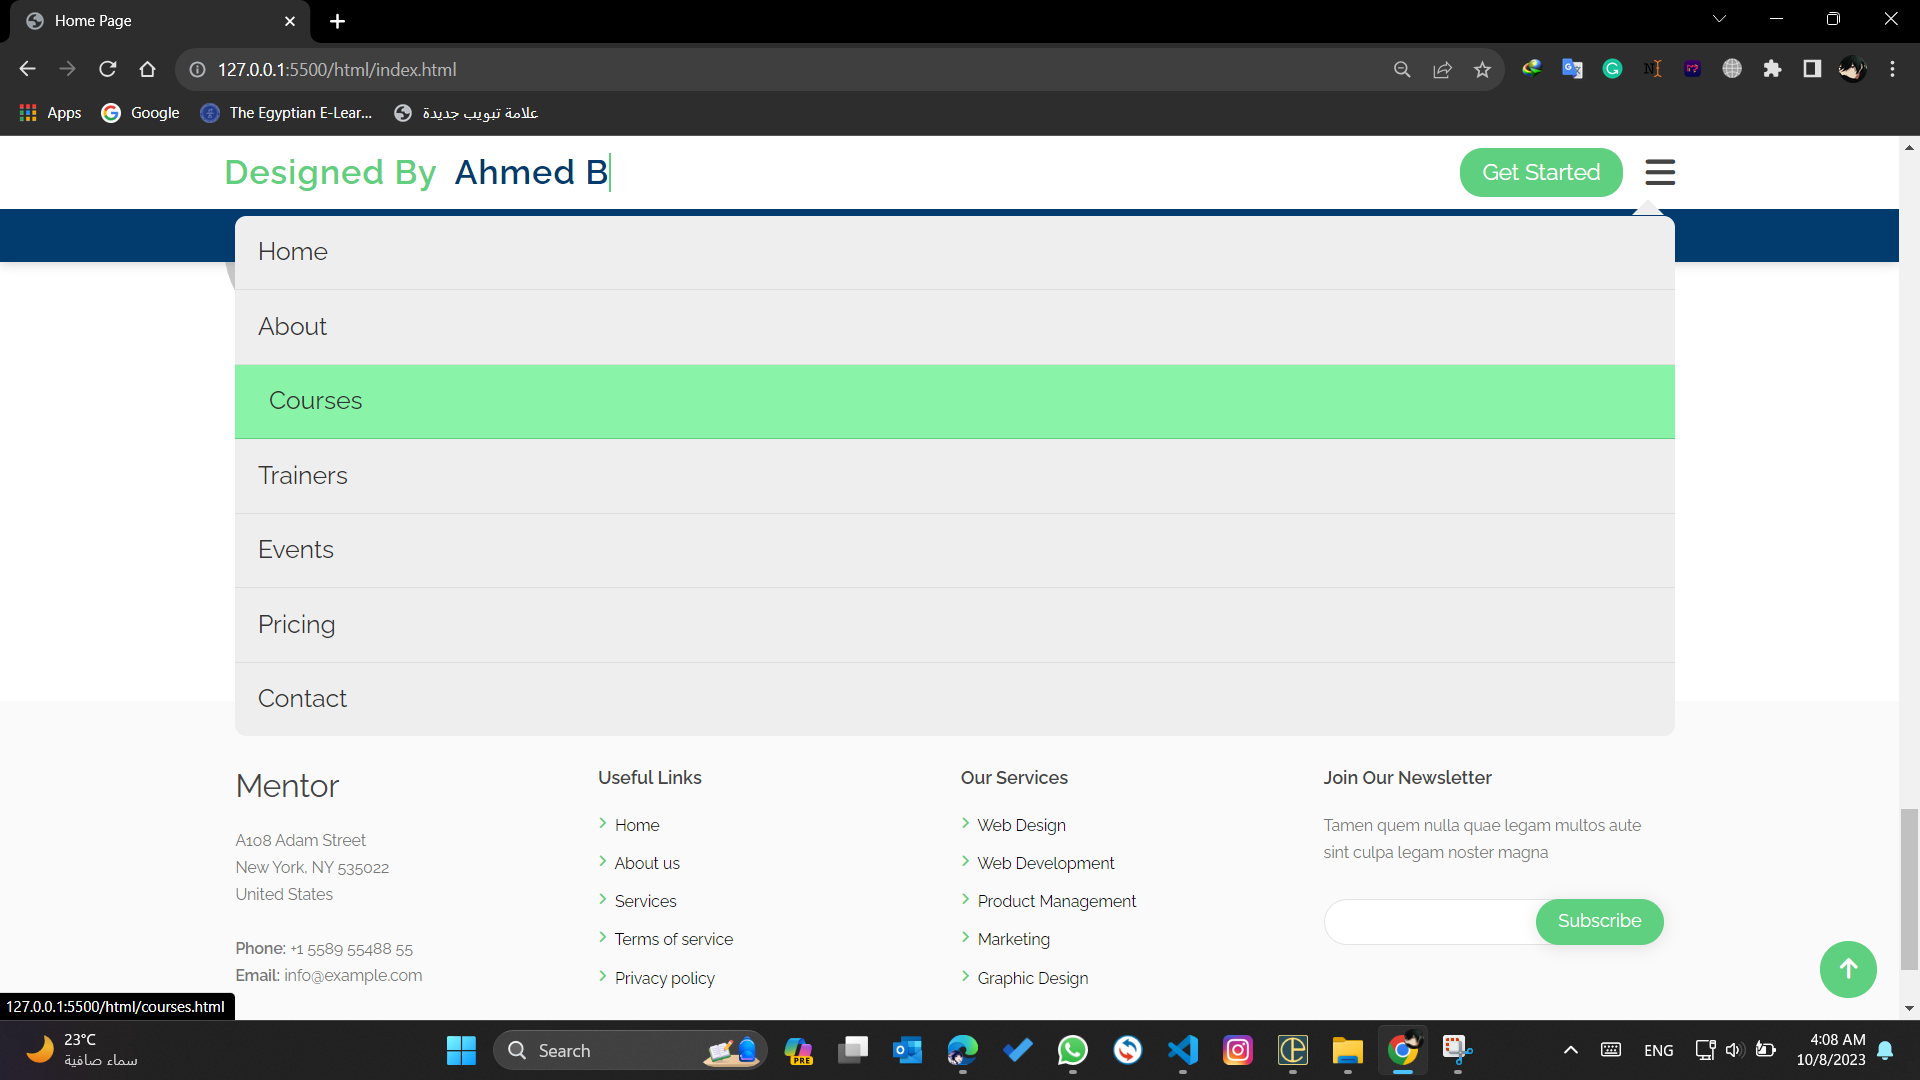 Home Page
127.0.0.1:5500/html/index.html
Apps
Google
The Egyptian E-Lear...
علامة تبويب جديدة
Designed By Ahmed B
Get Started
Home
About
Courses
Trainers
Events
Pricing
Contact
Mentor
A108 Adam Street
New York, NY 535022
United States
Phone: +1 5589 55488 55
Email: info@example.com
Useful Links
Home
About us
Services
Terms of service
Privacy policy
Our Services
Web Design
Web Development
Product Management
Marketing
Graphic Design
Join Our Newsletter
Tamen quem nulla quae legam multos aute
sint culpa legam noster magna
Subscribe
127.0.0.1:5500/html/courses.html
23°C
سماء صافية
Search
PRE
ENG
4:08 AM
10/8/2023